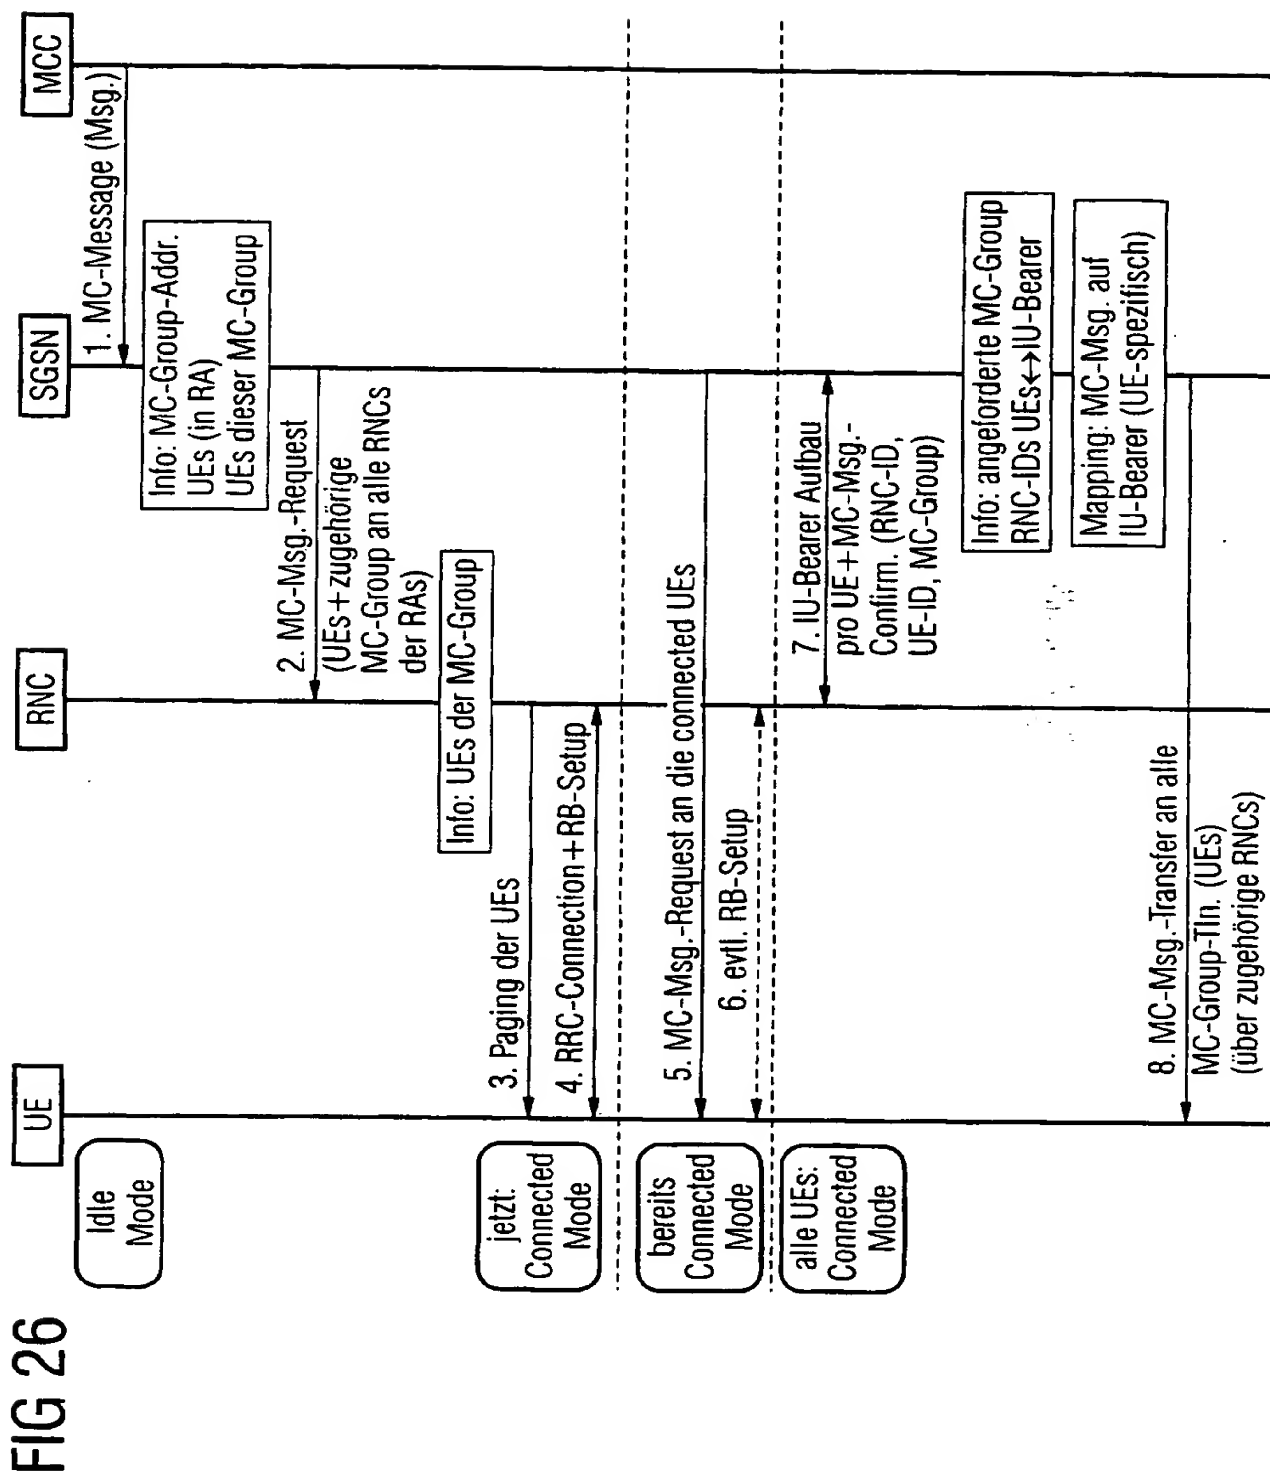 FIG 26
UE
RNC
SGSN
MCC
Idle
Mode
1. MC-Message (Msg.)
Info: MC-Group-Addr.
UEs (in RA)
UEs dieser MC-Group
2. MC-Msg.-Request
(UEs+zugehörige
MC-Group an alle RNCs
der RAs)
Info: UEs der MC-Group
jetzt:
Connected
Mode
3. Paging der UEs
4. RRC-Connection+RB-Setup
bereits
Connected
Mode
5. MC-Msg.-Request an die connected UEs
6. evtl. RB-Setup
alle UEs:
Connected
Mode
7. IU-Bearer Aufbau
pro UE+MC-Msg.-
Confirm. (RNC-ID,
UE-ID, MC-Group)
Info: angeforderte MC-Group
RNC-IDs UEs↔IU-Bearer
Mapping: MC-Msg. auf
IU-Bearer (UE-spezifisch)
8. MC-Msg.-Transfer an alle
MC-Group-Tln. (UEs)
(über zugehörige RNCs)